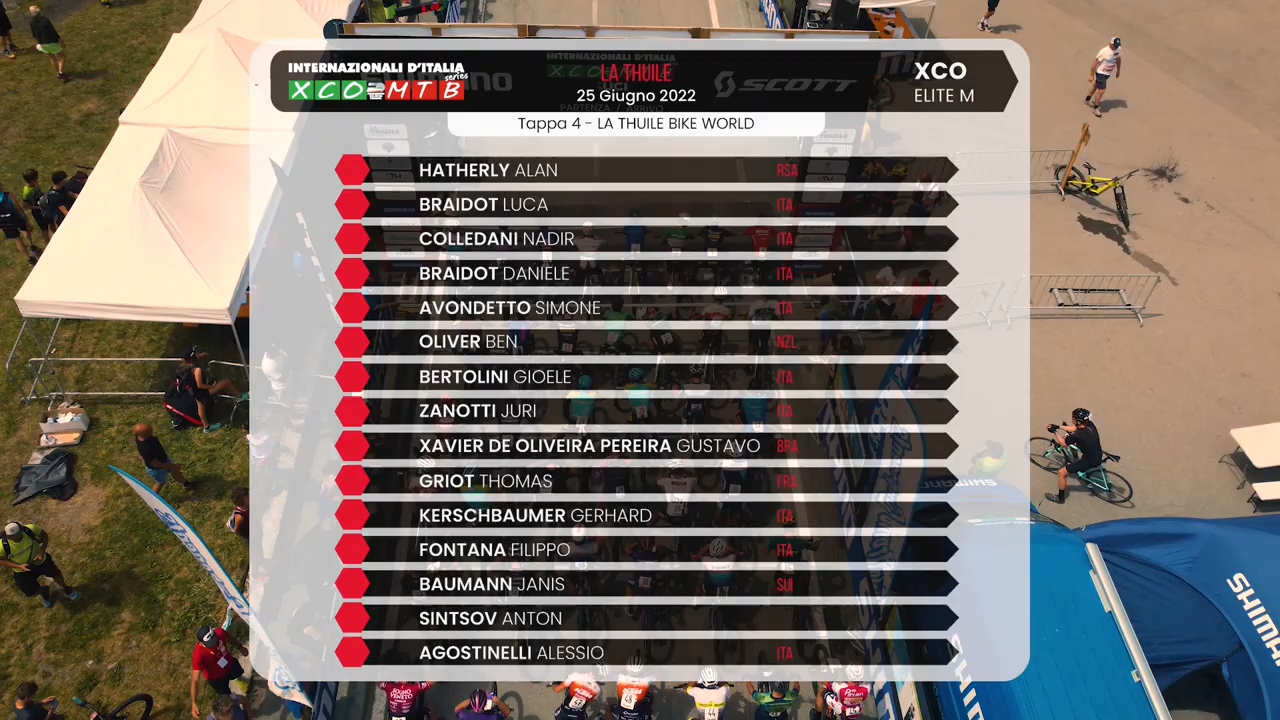 INTERNAZIONALI D'ITALIA
series
XCO MTB
LA THUILE
25 Giugno 2022
SCOTT
XCO
ELITE M
PARTENZA / ARRIVO
Tappa 4 - LA THUILE BIKE WORLD
HATHERLY ALAN RSA
BRAIDOT LUCA ITA
COLLEDANI NADIR ITA
BRAIDOT DANIELE ITA
AVONDETTO SIMONE ITA
OLIVER BEN NZL
BERTOLINI GIOELE ITA
ZANOTTI JURI ITA
XAVIER DE OLIVEIRA PEREIRA GUSTAVO BRA
GRIOT THOMAS FRA
KERSCHBAUMER GERHARD ITA
FONTANA FILIPPO ITA
BAUMANN JANIS SUI
SINTSOV ANTON
AGOSTINELLI ALESSIO ITA
SHIMANO